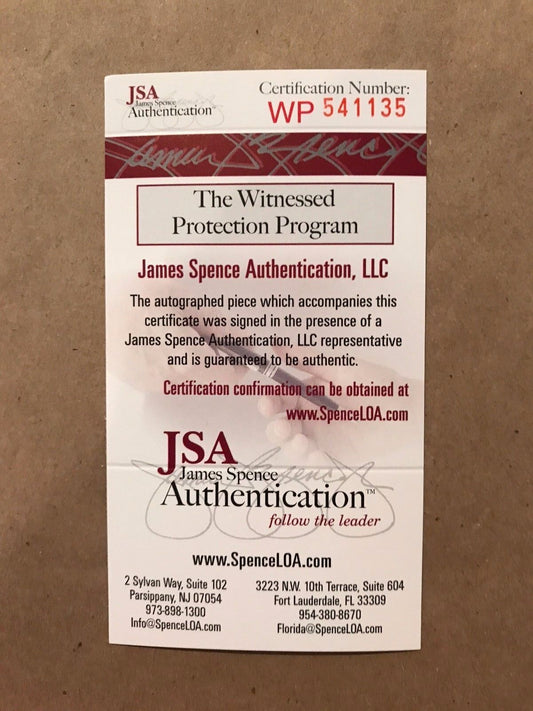 JSA
James Spence
Authentication™
Certification Number:
WP 541135
James Spence
The Witnessed
Protection Program
James Spence Authentication, LLC
The autographed piece which accompanies this
certificate was signed in the presence of a
James Spence Authentication, LLC representative
and is guaranteed to be authentic.
Certification confirmation can be obtained at
www.SpenceLOA.com
JSA
James Spence
Authentication™
follow the leader
www.SpenceLOA.com
2 Sylvan Way, Suite 102
Parsippany, NJ 07054
973-898-1300
Info@SpenceLOA.com
3223 N.W. 10th Terrace, Suite 604
Fort Lauderdale, FL 33309
954-380-8670
Florida@SpenceLOA.com